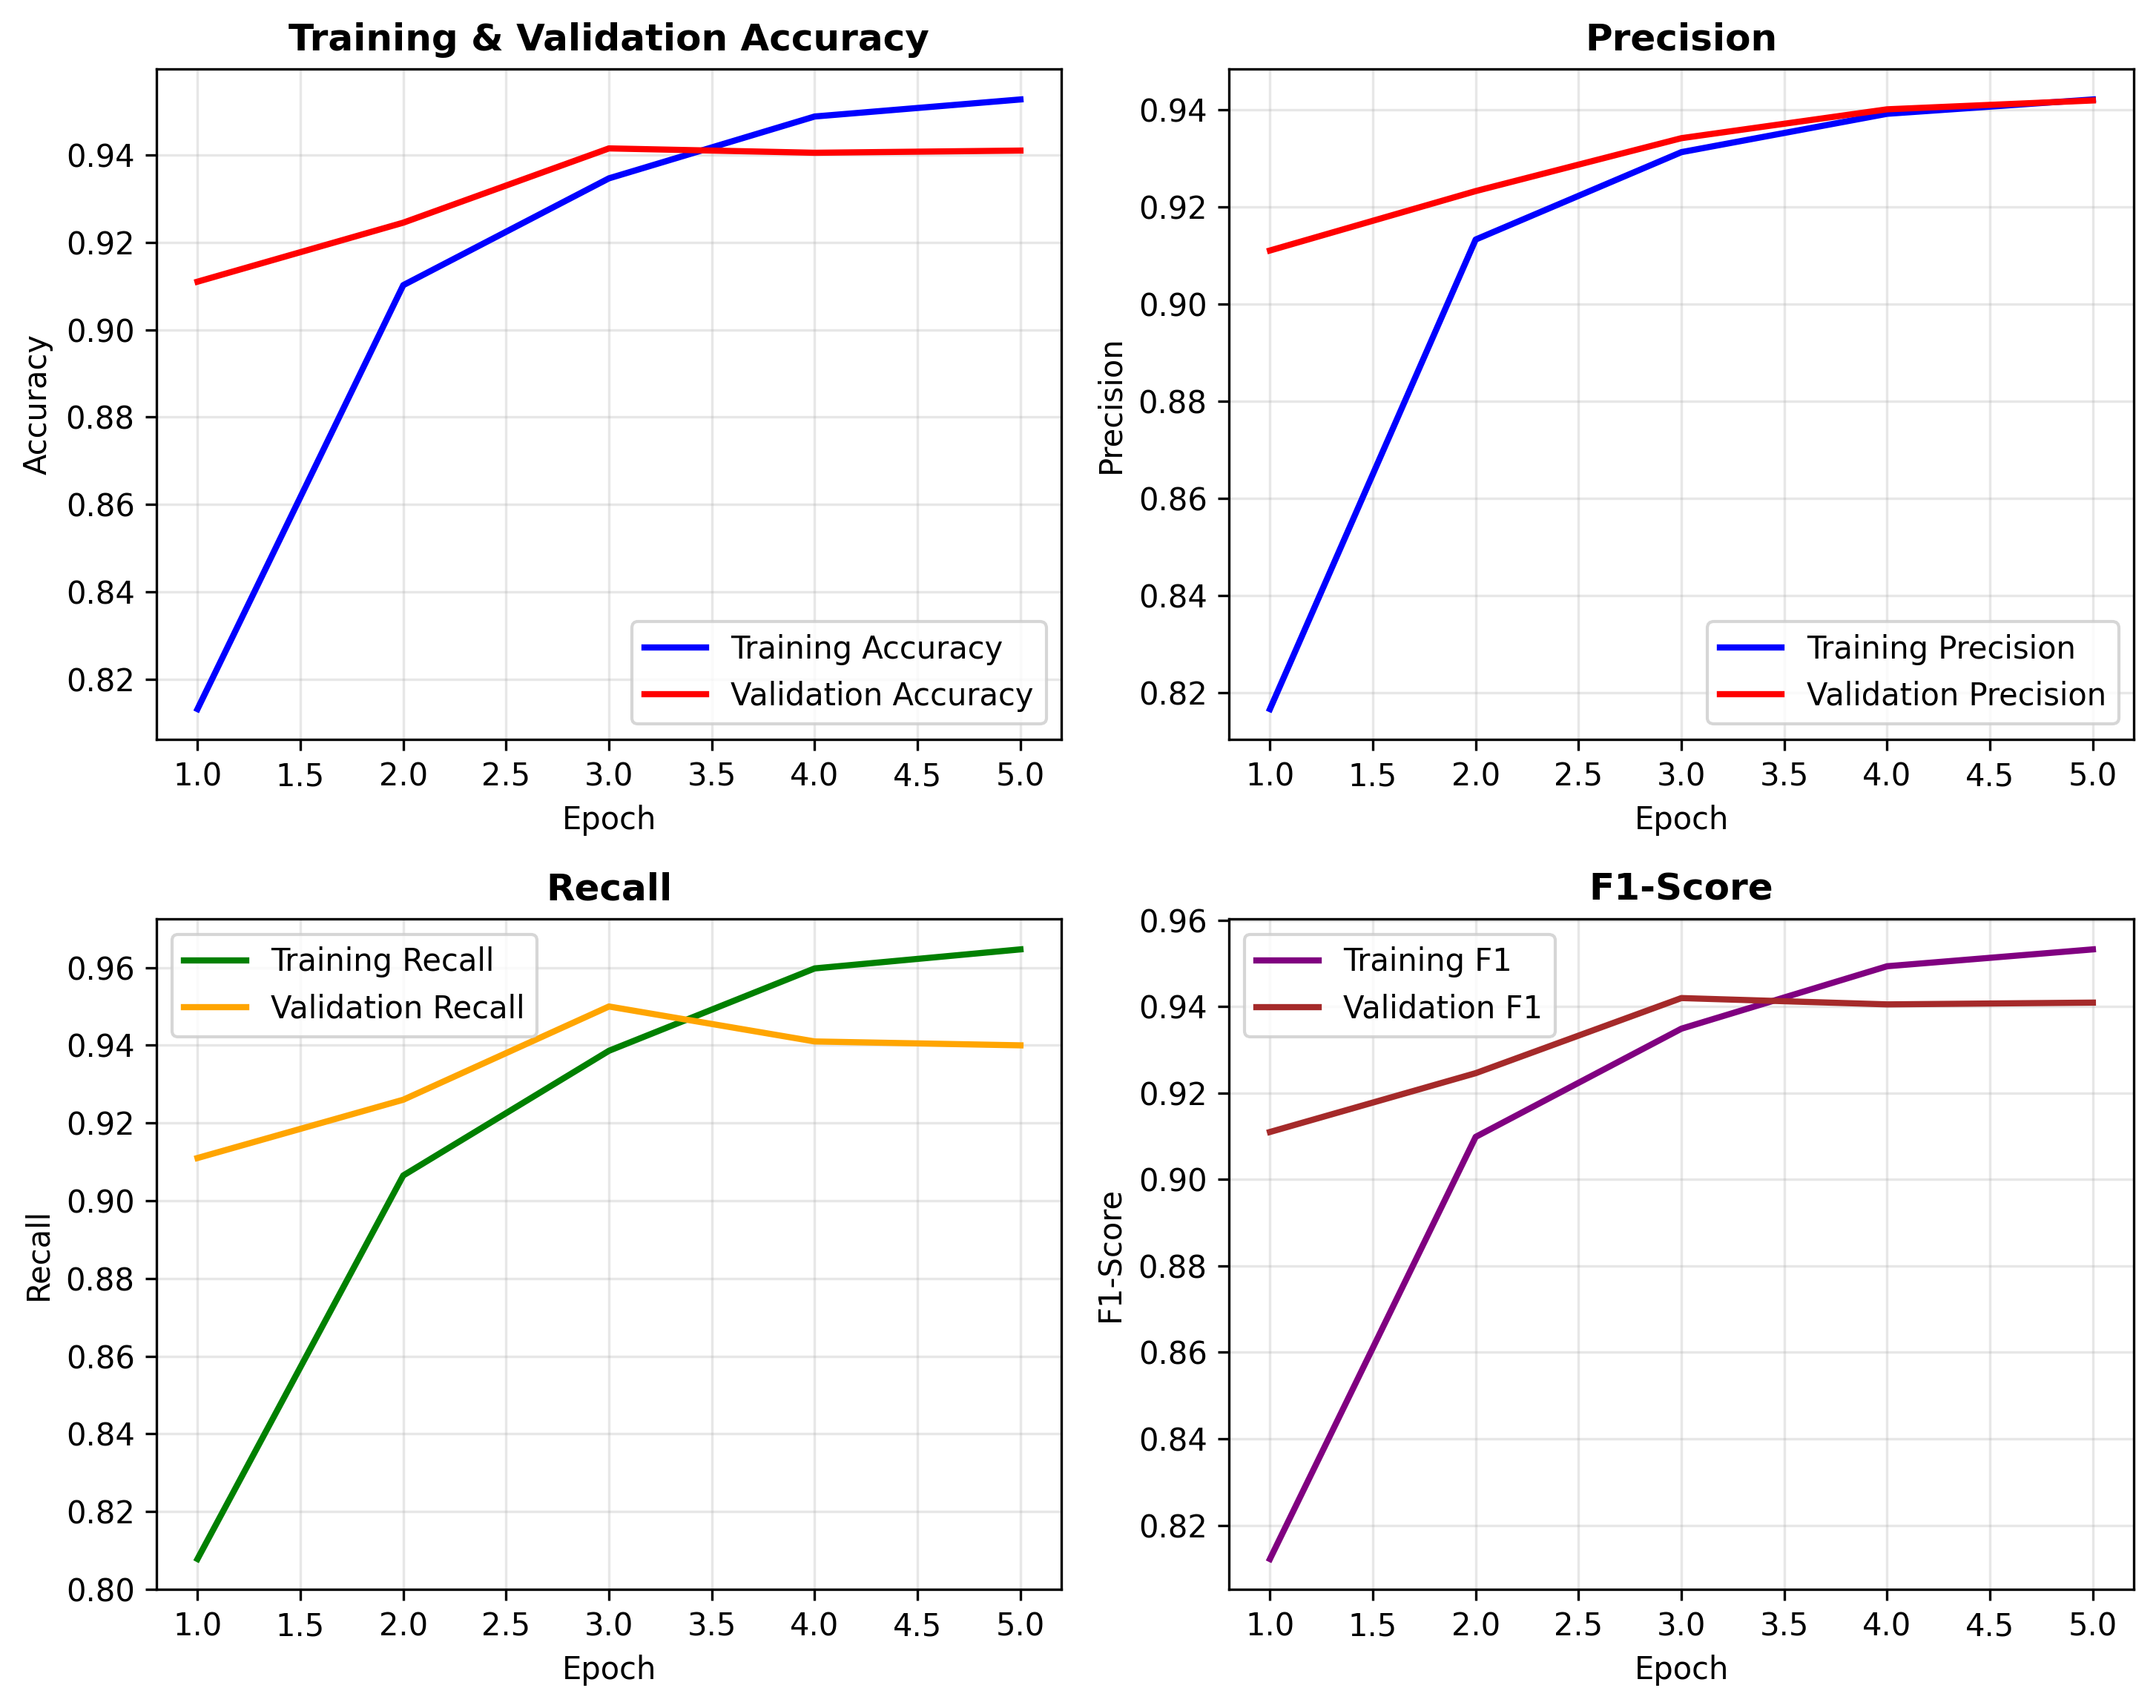 Training & Validation Accuracy
Accuracy
0.94
0.92
0.90
0.88
0.86
0.84
0.82
Training Accuracy
Validation Accuracy
1.0 1.5 2.0 2.5 3.0 3.5 4.0 4.5 5.0
Epoch
Precision
Precision
0.94
0.92
0.90
0.88
0.86
0.84
0.82
Training Precision
Validation Precision
1.0 1.5 2.0 2.5 3.0 3.5 4.0 4.5 5.0
Epoch
Recall
Recall
Training Recall
Validation Recall
0.96
0.94
0.92
0.90
0.88
0.86
0.84
0.82
0.80
1.0 1.5 2.0 2.5 3.0 3.5 4.0 4.5 5.0
Epoch
F1-Score
F1-Score
Training F1
Validation F1
0.96
0.94
0.92
0.90
0.88
0.86
0.84
0.82
1.0 1.5 2.0 2.5 3.0 3.5 4.0 4.5 5.0
Epoch